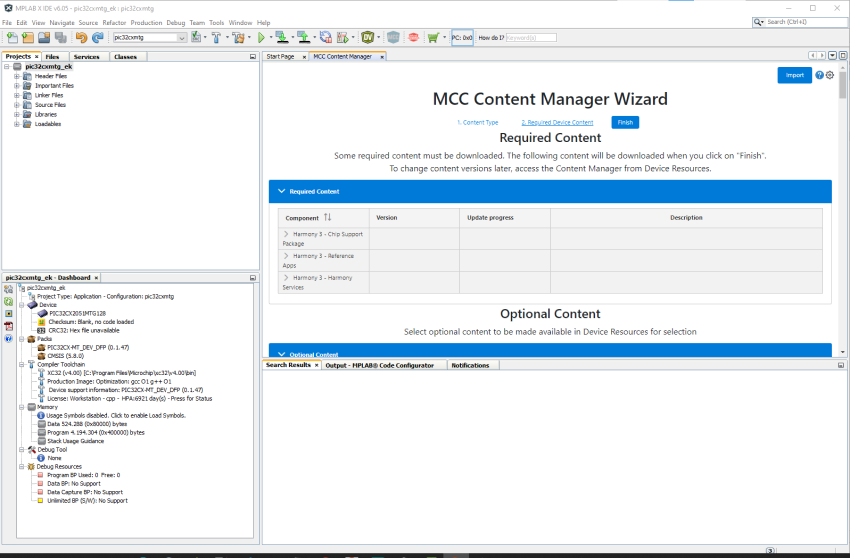 MPLAB X IDE v6.05 - pic32cxmtg_ek : pic32cxmtg
File Edit View Navigate Source Refactor Production Debug Team Tools Window Help
Search (Ctrl+I)
pic32cxmtg
PC: 0x0
How do I?
(keyword(s)
Projects × Files Services Classes
pic32cxmtg_ek
Header Files
Important Files
Linker Files
Source Files
Libraries
Loadables
Start Page × MCC Content Manager ×
Import
MCC Content Manager Wizard
1. Content Type
2. Required Device Content
Finish
Required Content
Some required content must be downloaded. The following content will be downloaded when you click on "Finish".
To change content versions later, access the Content Manager from Device Resources.
Required Content
Component Version Update progress Description
Harmony 3 - Chip Support
Package
Harmony 3 - Reference
Apps
Harmony 3 - Harmony
Services
Optional Content
Select optional content to be made available in Device Resources for selection
Optional Content
pic32cxmtg_ek - Dashboard ×
pic32cxmtg_ek
Project Type: Application - Configuration: pic32cxmtg
Device
PIC32CX2051MTG128
Checksum: Blank, no code loaded
CRC32: Hex file unavailable
Packs
PIC32CX-MT_DEV_DFP (0.1.47)
CMSIS (5.8.0)
Compiler Toolchain
XC32 (v4.00) [C:\Program Files\Microchip\xc32\v4.00\bin]
Production Image: Optimization: gcc O1 g++ O1
Device support information: PIC32CX-MT_DEV_DFP (0.1.47)
License: Workstation - cpp - HPA:6921 day(s) - Press for Status
Memory
Usage Symbols disabled. Click to enable Load Symbols.
Data 524.288 (0x80000) bytes
Program 4.194.304 (0x400000) bytes
Stack Usage Guidance
Debug Tool
None
Debug Resources
Program BP Used: 0 Free: 0
Data BP: No Support
Data Capture BP: No Support
Unlimited BP (S/W): No Support
Search Results × Output - MPLAB® Code Configurator Notifications